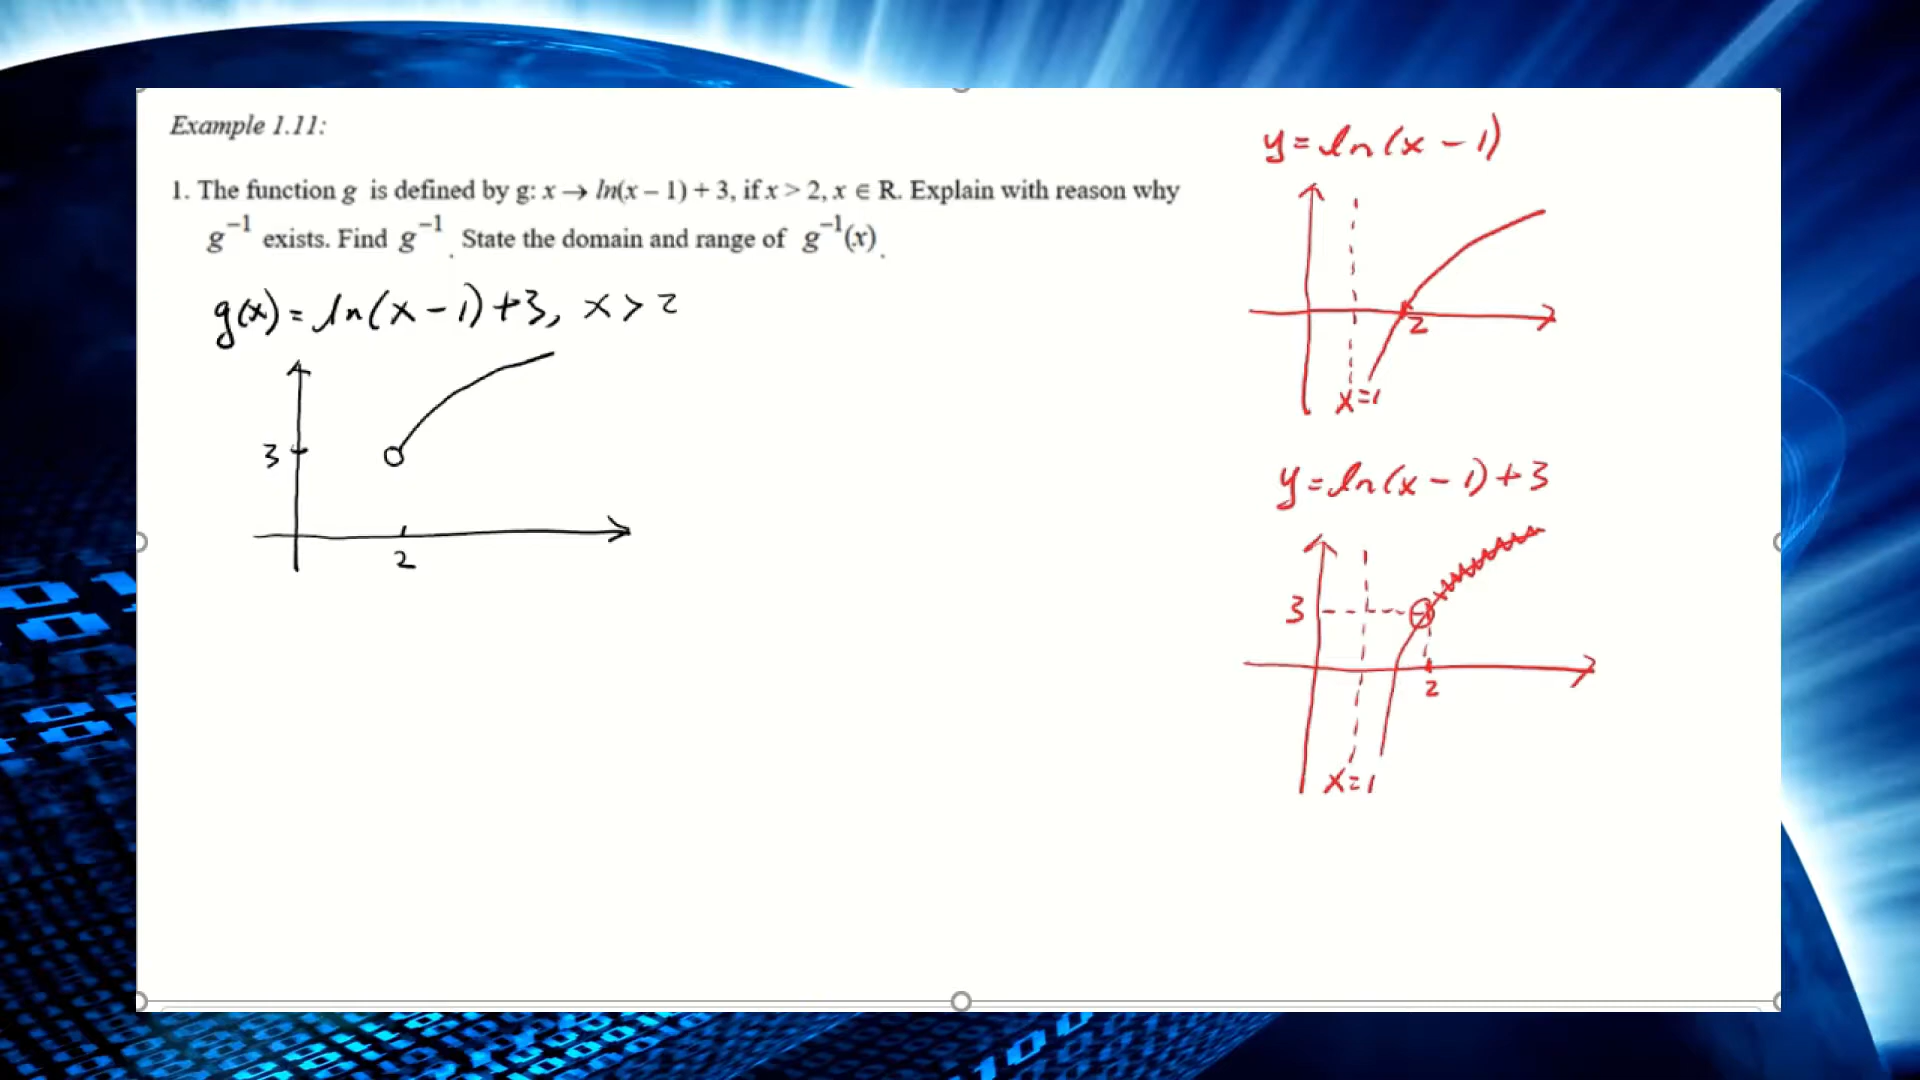 Example 1.11:
1. The function g is defined by g: x → ln(x – 1) + 3, if x > 2, x ∈ R. Explain with reason why
g⁻¹ exists. Find g⁻¹. State the domain and range of g⁻¹(x).
g(x) = ln(x – 1) + 3, x > 2
3
2
y = ln(x – 1)
2
x = 1
y = ln(x – 1) + 3
3
2
x = 1